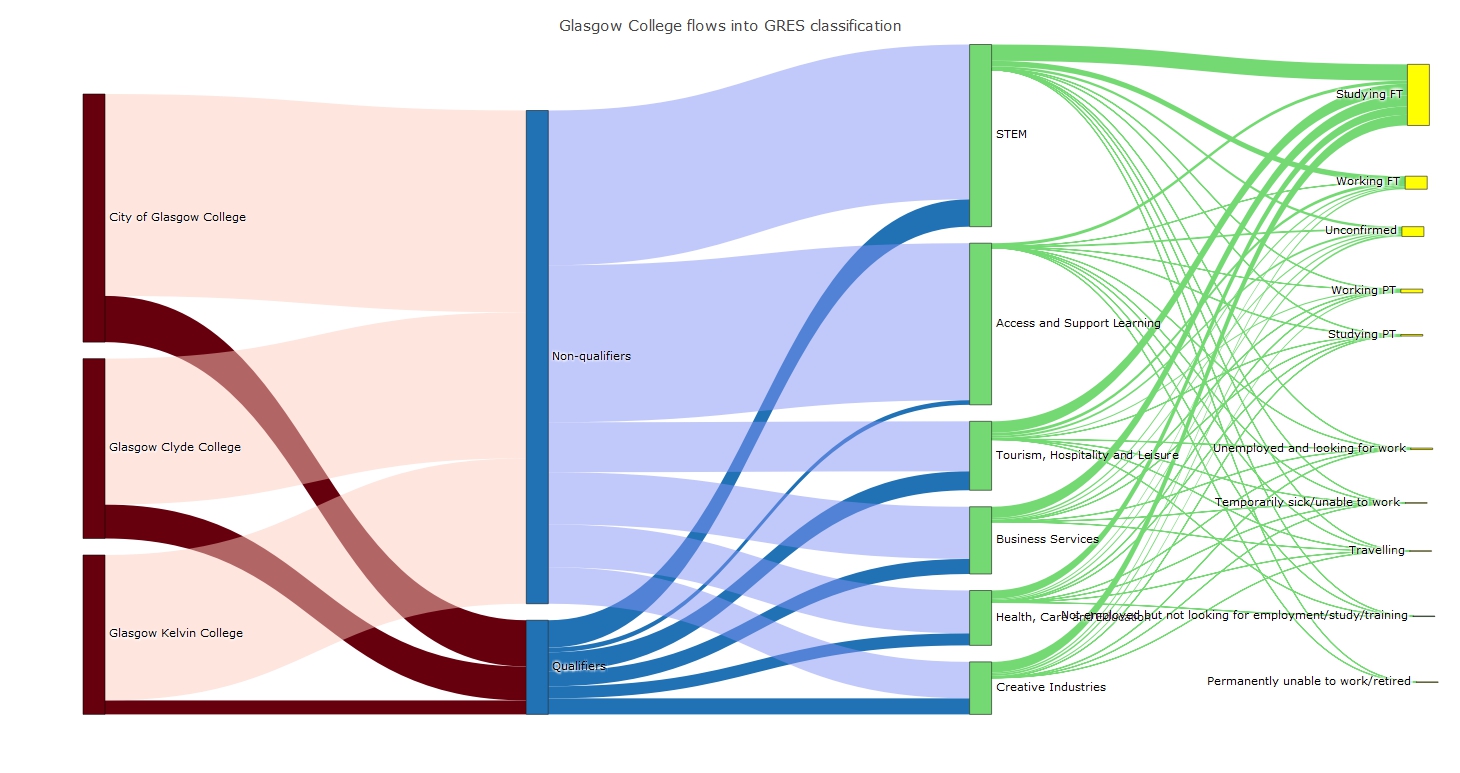 Glasgow College flows into GRES classification
City of Glasgow College
Glasgow Clyde College
Glasgow Kelvin College
Non-qualifiers
Qualifiers
STEM
Access and Support Learning
Tourism, Hospitality and Leisure
Business Services
Health, Care and Education
Creative Industries
Studying FT
Working FT
Unconfirmed
Working PT
Studying PT
Unemployed and looking for work
Temporarily sick/unable to work
Travelling
Not employed but not looking for employment/study/training
Permanently unable to work/retired